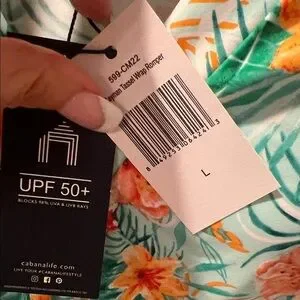 599-CM22
Tassel Wrap Romper
L
UPF 50+
BLOCKS 98% UVA & UVB RAYS
cabanalife.com
LIVE YOUR #CABANALIFESTYLE